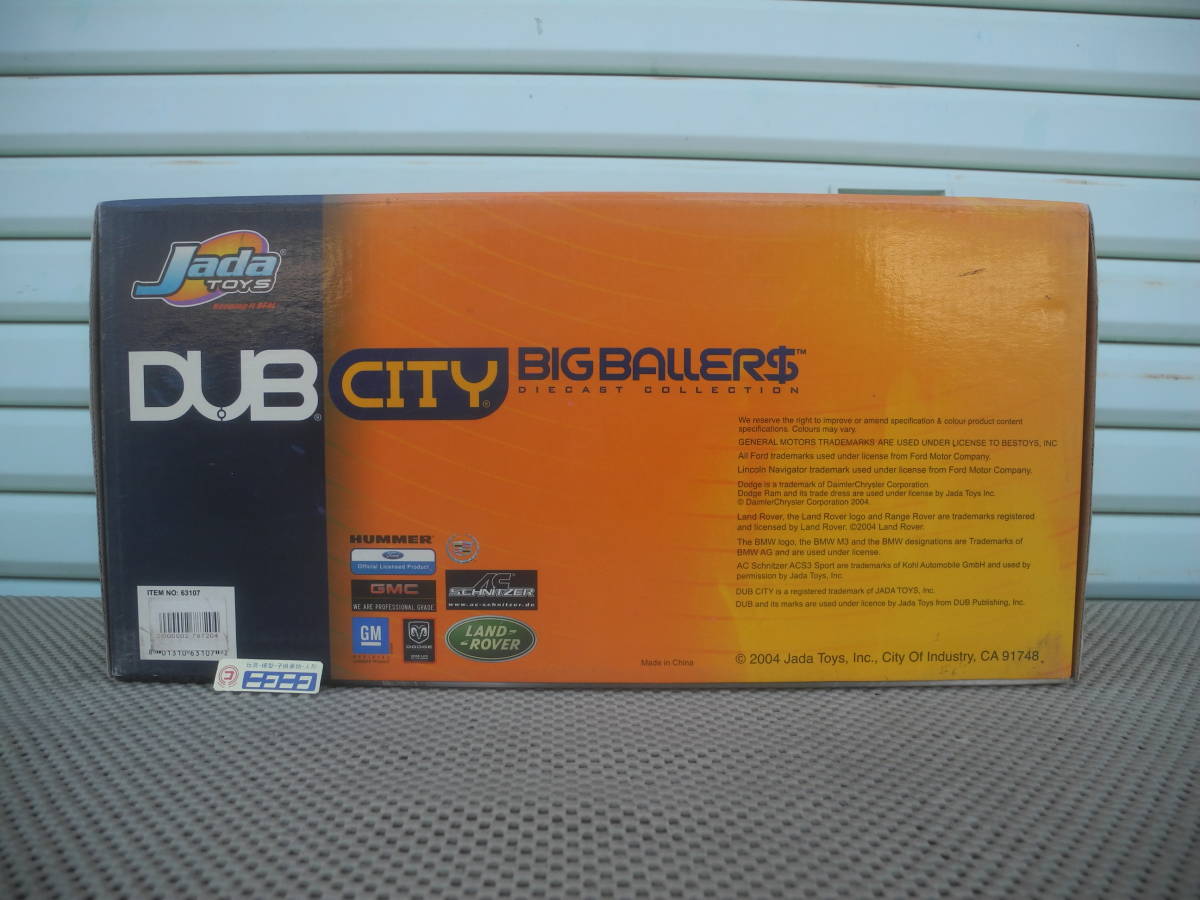 Jada
TOYS
DUB CITY BIGBALLER$™
DIECAST COLLECTION
We reserve the right to improve or amend specification & colour product content
specifications. Colours may vary.
GENERAL MOTORS TRADEMARKS ARE USED UNDER LICENSE TO BESTOYS, INC
All Ford trademarks used under license from Ford Motor Company.
Lincoln Navigator trademark used under license from Ford Motor Company.
Dodge is a trademark of DaimlerChrysler Corporation.
Dodge Ram and its trade dress are used under license by Jada Toys Inc.
© DaimlerChrysler Corporation 2004.
Land Rover, the Land Rover logo and Range Rover are trademarks registered
and licensed by Land Rover. ©2004 Land Rover.
The BMW logo, the BMW M3 and the BMW designations are Trademarks of
BMW AG and are used under license.
AC Schnitzer ACS3 Sport are trademarks of Kohl Automobile GmbH and used by
permission by Jada Toys, Inc.
DUB CITY is a registered trademark of JADA TOYS, Inc.
DUB and its marks are used under licence by Jada Toys from DUB Publishing, Inc.
HUMMER
Ford
Official Licensed Product
GMC
WE ARE PROFESSIONAL GRADE
AC
SCHNITZER
www.ac-schnitzer.de
GM
DODGE
LAND-
-ROVER
ITEM NO: 63107
Made in China
© 2004 Jada Toys, Inc., City Of Industry, CA 91748
ニコニコ